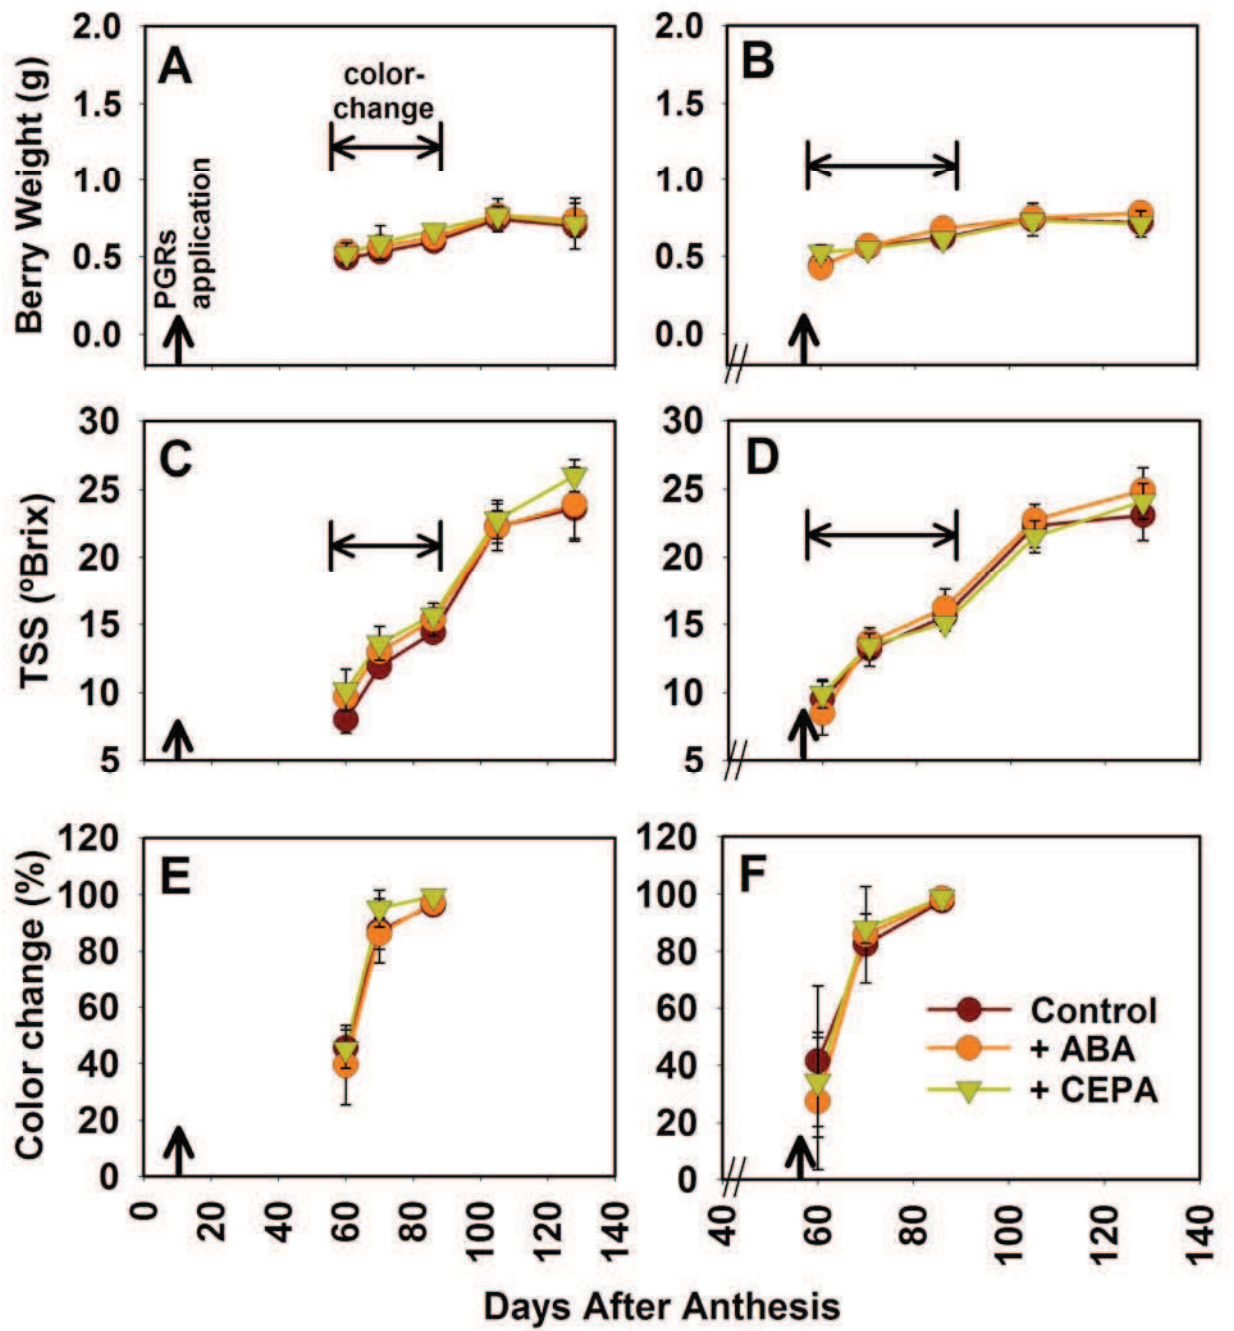 2.0
1.5
1.0
0.5
0.0
Berry Weight (g)
A
color-
change
PGRs
application
2.0
1.5
1.0
0.5
0.0
B
30
25
20
15
10
5
TSS (ºBrix)
C
30
25
20
15
10
5
D
120
100
80
60
40
20
0
Color change (%)
E
0
20
40
60
80
100
120
140
120
100
80
60
40
20
0
F
Control
+ ABA
+ CEPA
40
60
80
100
120
140
Days After Anthesis